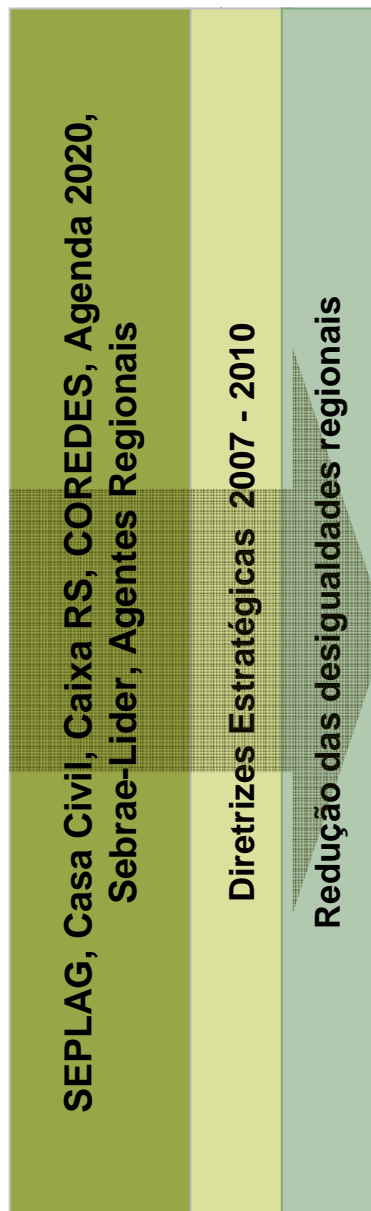 SEPLAG, Casa Civil, Caixa RS, COREDES, Agenda 2020,
Sebrae-Lider, Agentes Regionais
Diretrizes Estratégicas 2007 - 2010
Redução das desigualdades regionais